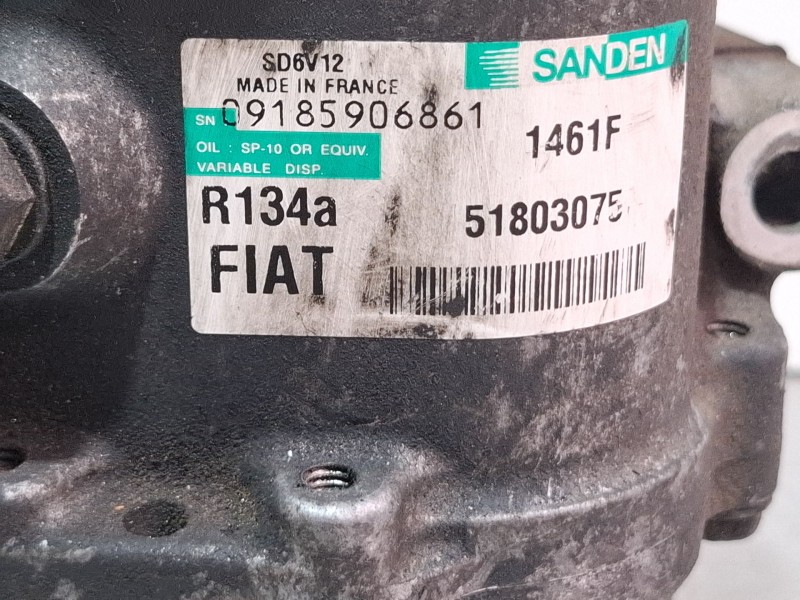 SD6V12
MADE IN FRANCE
SANDEN
SN 09185906861
OIL : SP-10 OR EQUIV.
VARIABLE DISP.
1461F
R134a
51803075
FIAT